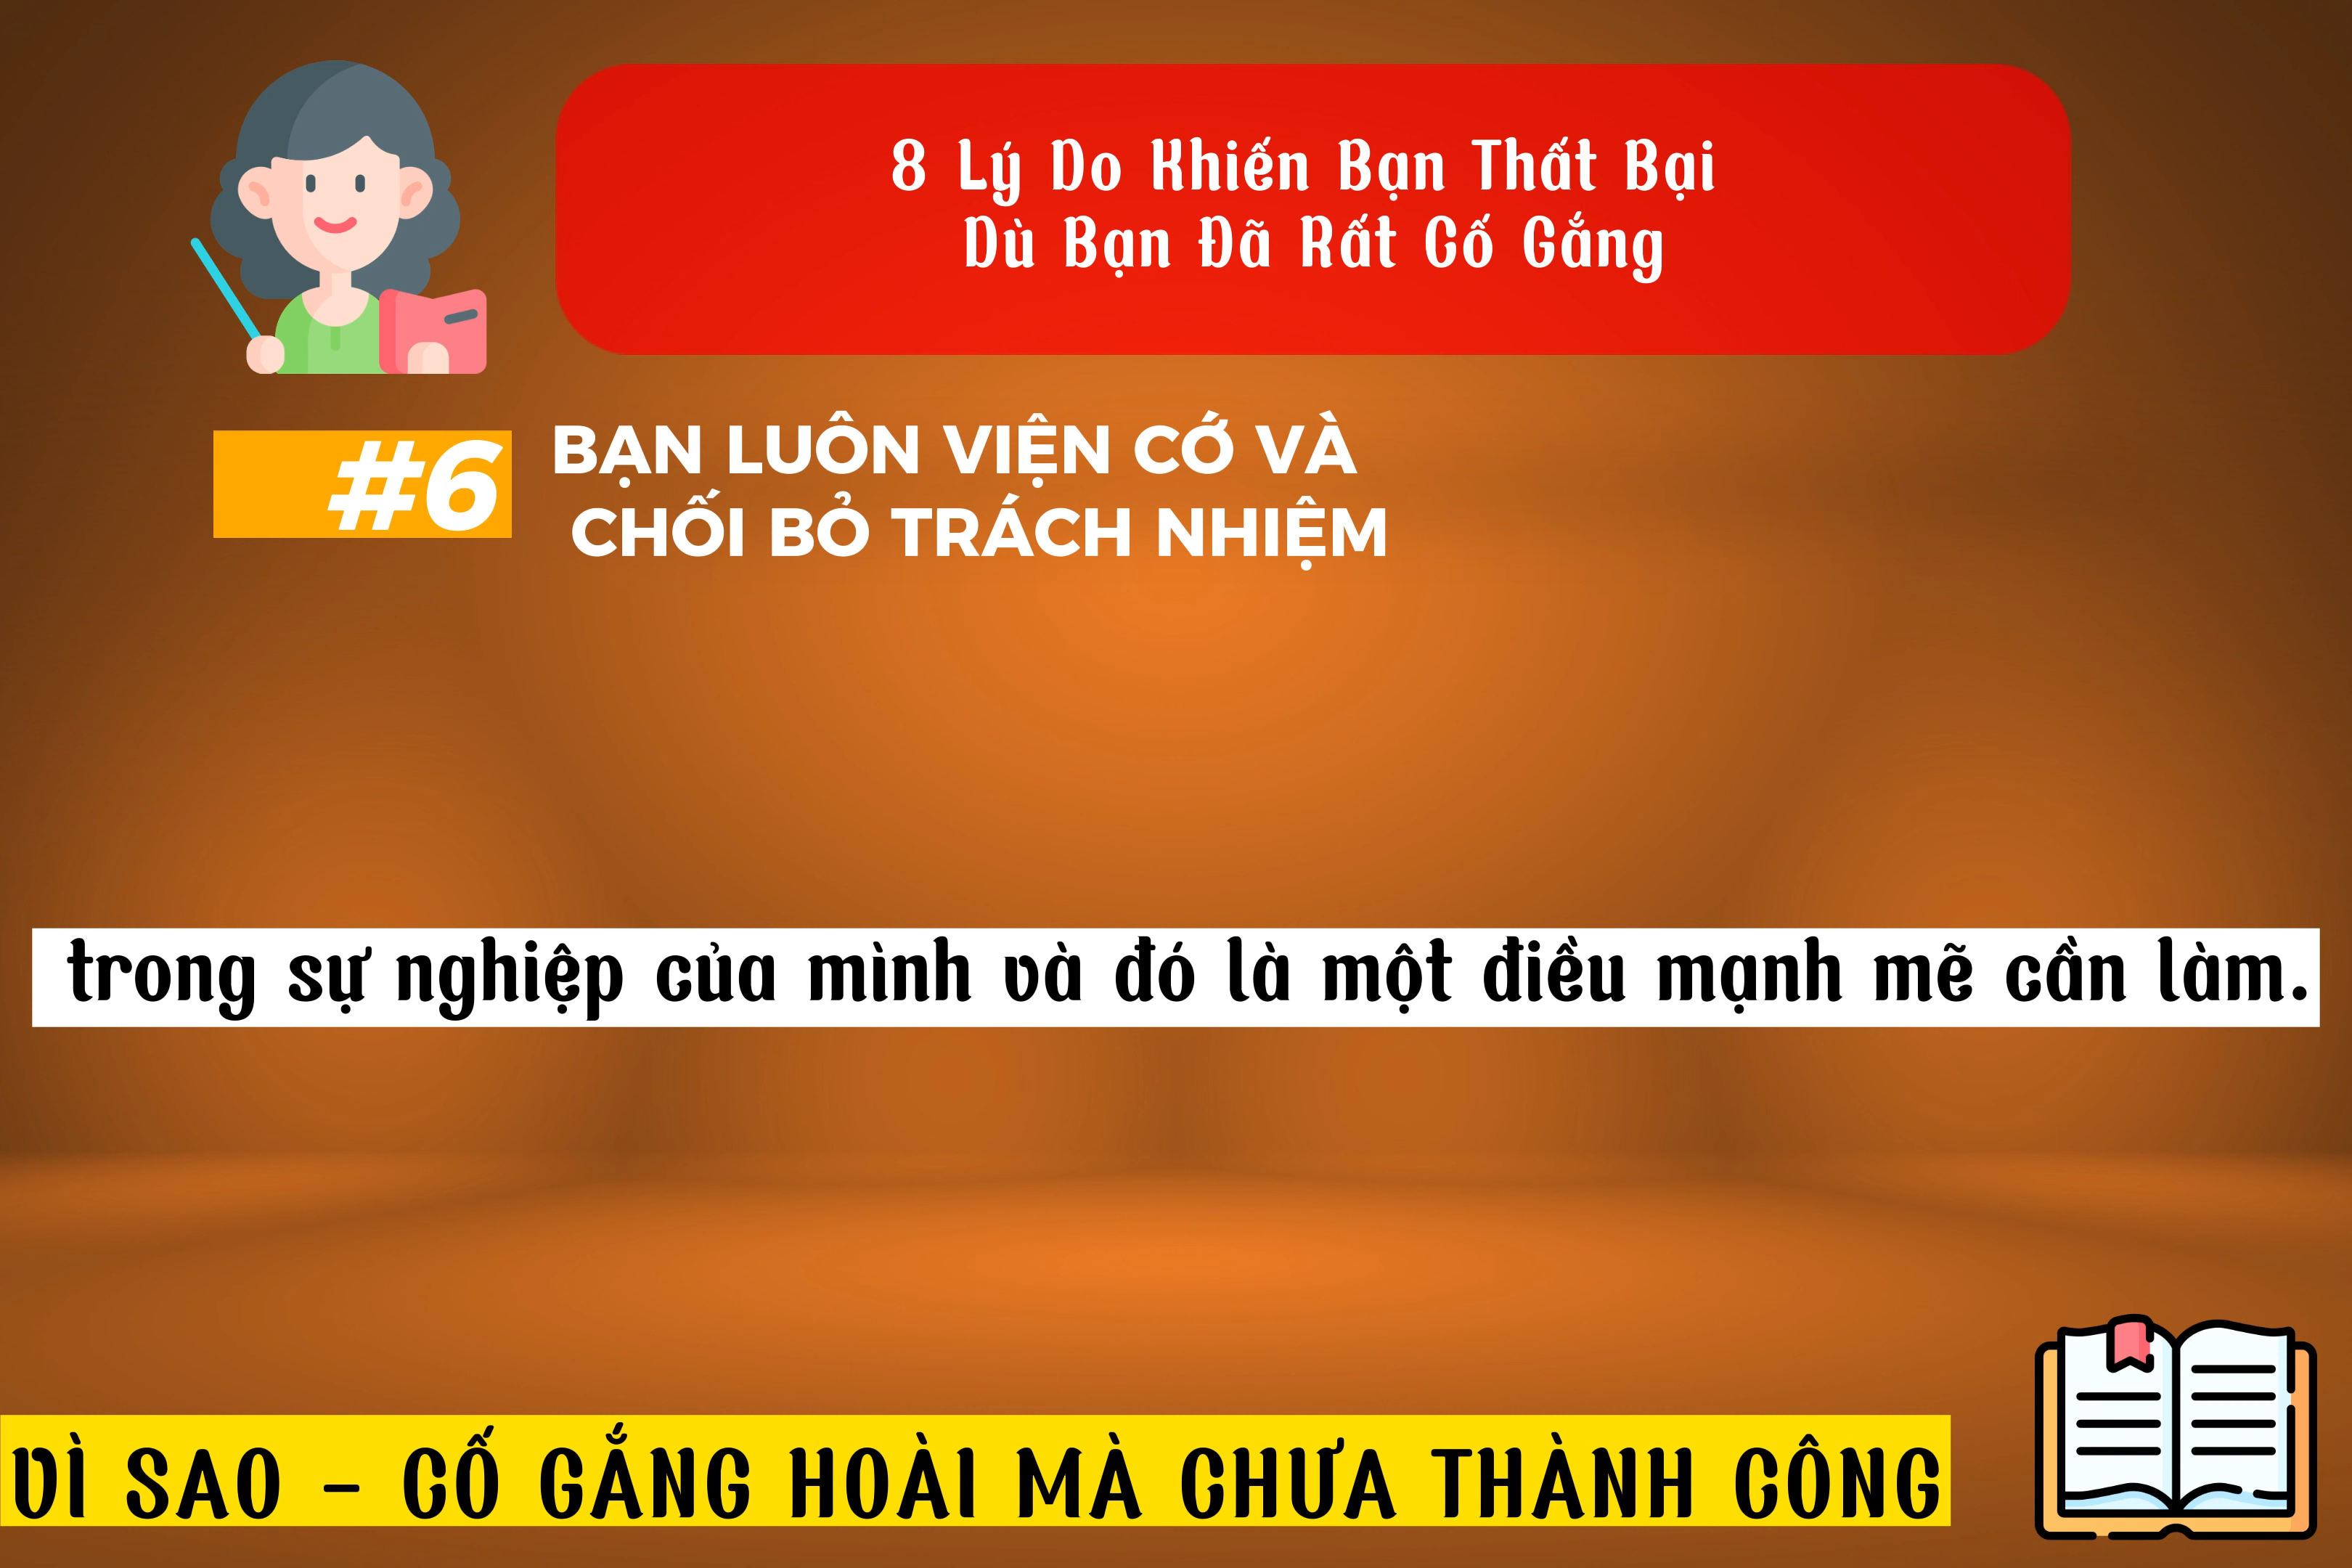 8 Lý Do Khiến Bạn Thất Bại
Dù Bạn Đã Rất Cố Gắng
#6
BẠN LUÔN VIỆN CỚ VÀ
CHỐI BỎ TRÁCH NHIỆM
trong sự nghiệp của mình và đó là một điều mạnh mẽ cần làm.
VÌ SAO - CỐ GẮNG HOÀI MÀ CHƯA THÀNH CÔNG